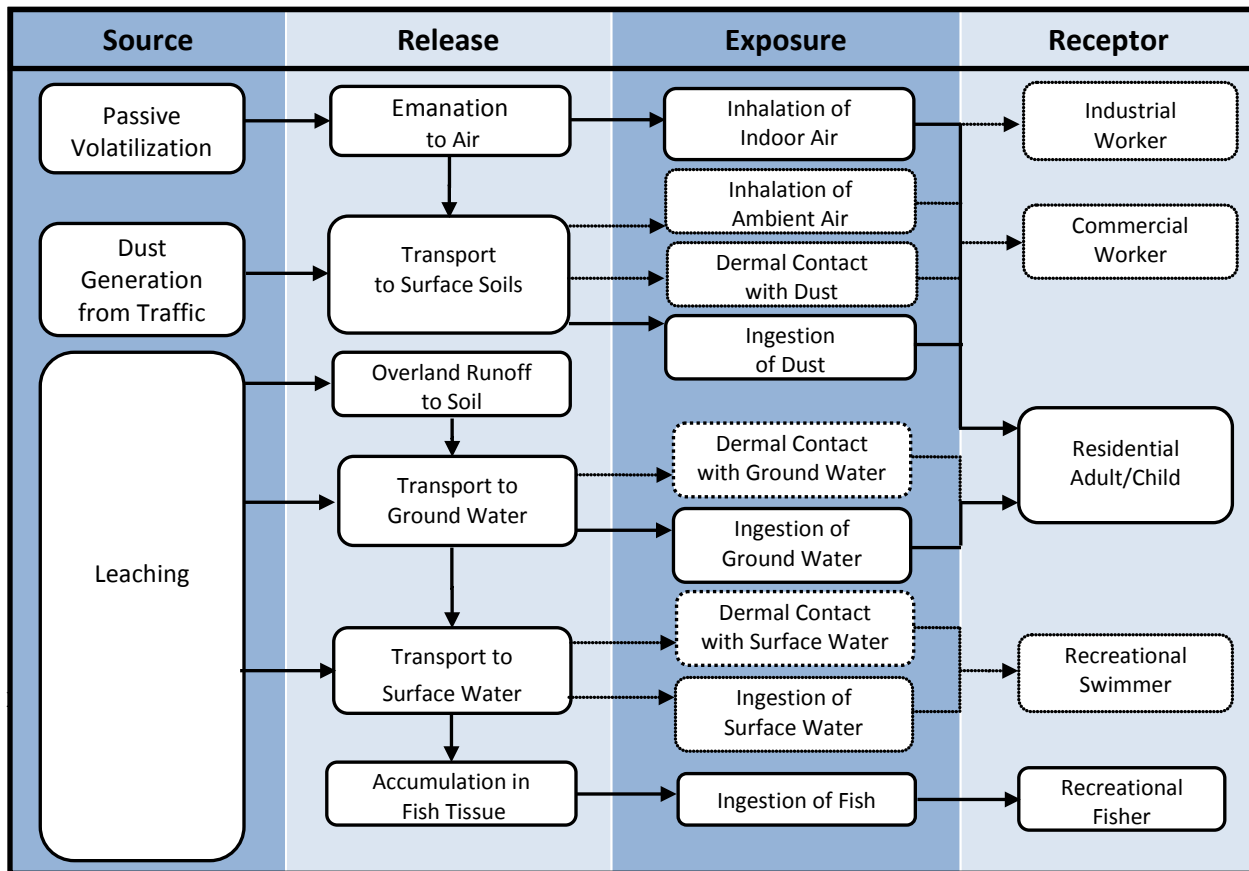 Source
Release
Exposure
Receptor
Passive
Volatilization
Emanation
to Air
Inhalation of
Indoor Air
Industrial
Worker
Inhalation of
Ambient Air
Commercial
Worker
Dust
Generation
from Traffic
Transport
to Surface Soils
Dermal Contact
with Dust
Ingestion
of Dust
Leaching
Overland Runoff
to Soil
Transport to
Ground Water
Dermal Contact
with Ground Water
Ingestion of
Ground Water
Residential
Adult/Child
Transport to
Surface Water
Dermal Contact
with Surface Water
Ingestion of
Surface Water
Recreational
Swimmer
Accumulation in
Fish Tissue
Ingestion of Fish
Recreational
Fisher